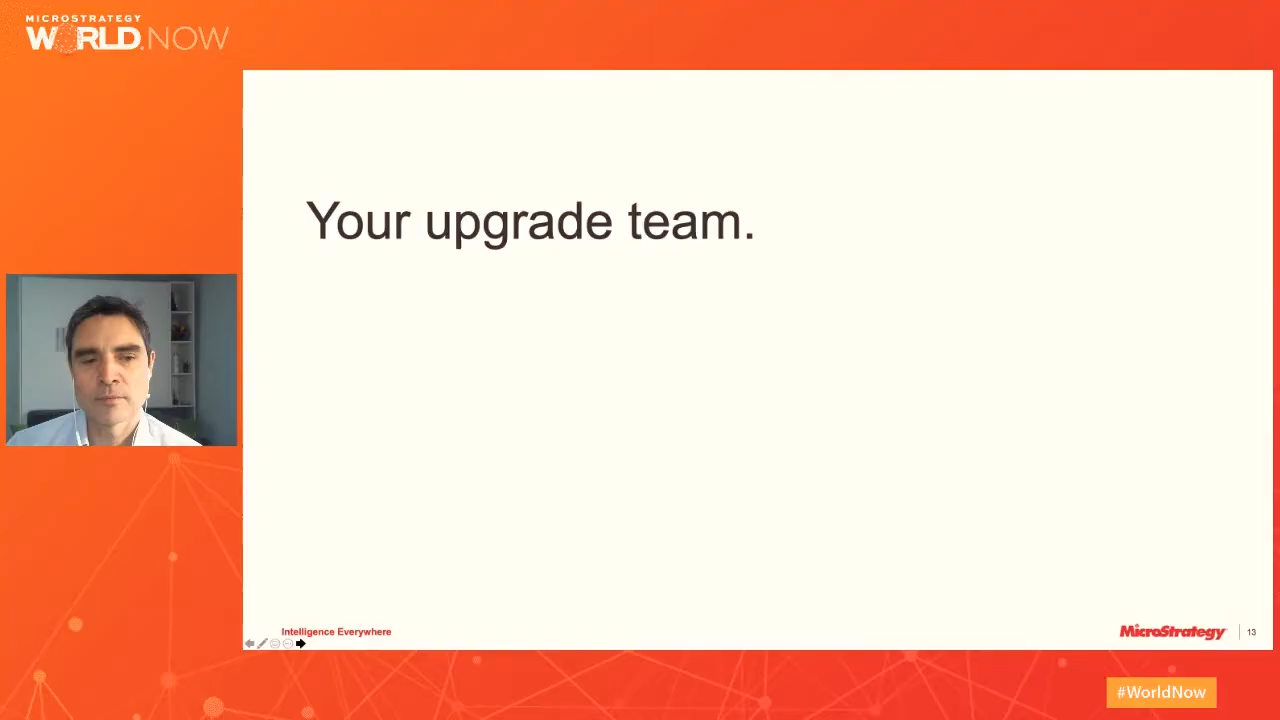 MICROSTRATEGY
WORLD.NOW
Your upgrade team.
Intelligence Everywhere
MicroStrategy
13
#WorldNow